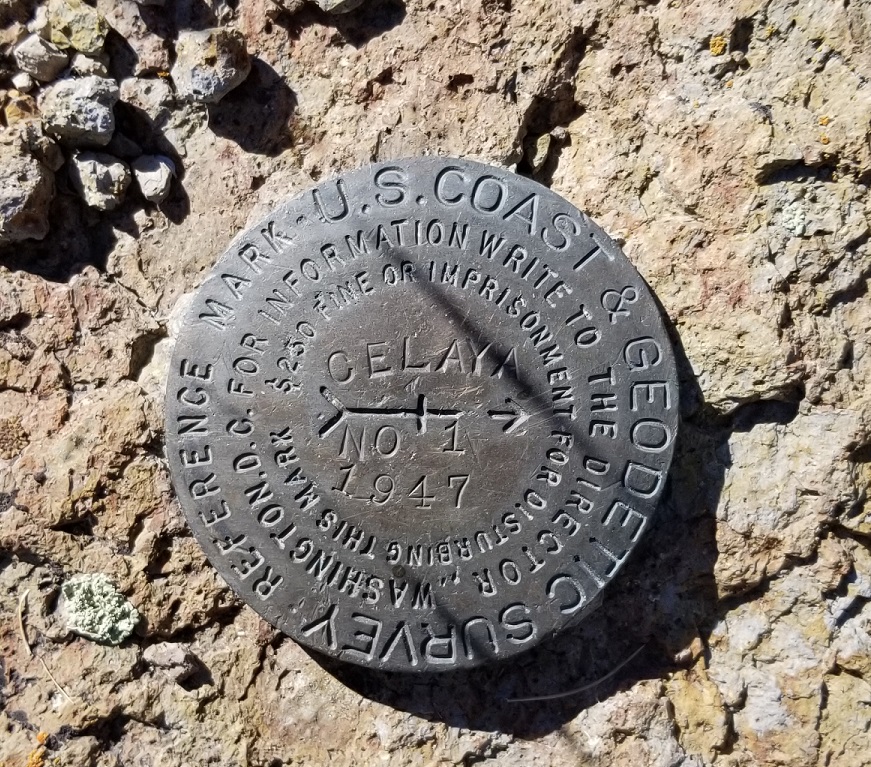 U.S. COAST & GEODETIC SURVEY
REFERENCE MARK
FOR INFORMATION WRITE TO THE DIRECTOR WASHINGTON, D.C.
$250 FINE OR IMPRISONMENT FOR DISTURBING THIS MARK
CELAYA
NO 1
1947